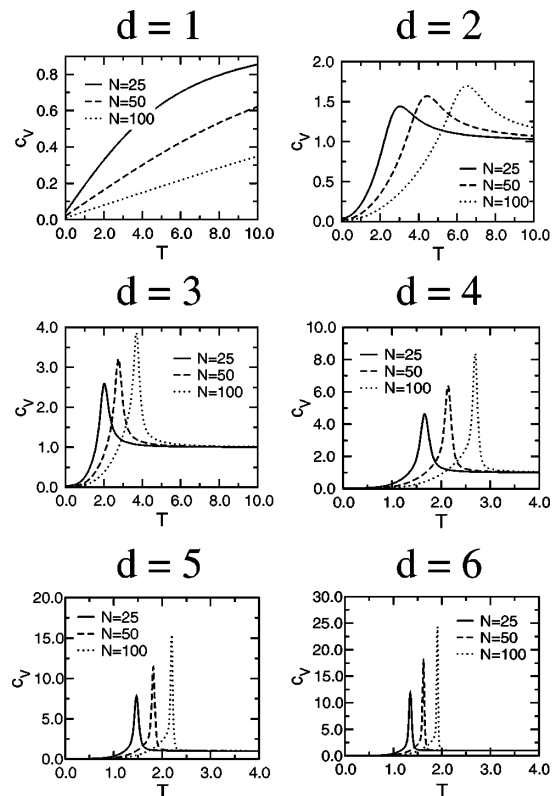 d = 1
d = 2
0.8
0.6
0.4
0.2
0.0
c_V
N=25
N=50
N=100
0.0 2.0 4.0 6.0 8.0 10.0
T
2.0
1.5
1.0
0.5
0.0
c_V
N=25
N=50
N=100
0.0 2.0 4.0 6.0 8.0 10.0
T
d = 3
d = 4
4.0
3.0
2.0
1.0
0.0
c_V
N=25
N=50
N=100
0.0 2.0 4.0 6.0 8.0 10.0
T
10.0
8.0
6.0
4.0
2.0
0.0
c_V
N=25
N=50
N=100
0.0 1.0 2.0 3.0 4.0
T
d = 5
d = 6
20.0
15.0
10.0
5.0
0.0
c_V
N=25
N=50
N=100
0.0 1.0 2.0 3.0 4.0
T
30.0
25.0
20.0
15.0
10.0
5.0
0.0
c_V
N=25
N=50
N=100
0.0 1.0 2.0 3.0 4.0
T